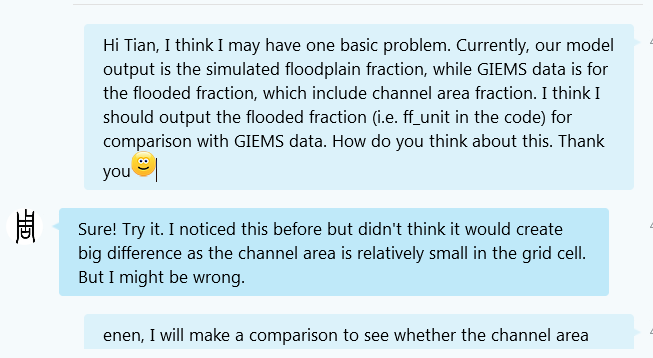 Hi Tian, I think I may have one basic problem. Currently, our model
output is the simulated floodplain fraction, while GIEMS data is for
the flooded fraction, which include channel area fraction. I think I
should output the flooded fraction (i.e. ff_unit in the code) for
comparison with GIEMS data. How do you think about this. Thank
you
Sure! Try it. I noticed this before but didn't think it would create
big difference as the channel area is relatively small in the grid cell.
But I might be wrong.
enen, I will make a comparison to see whether the channel area